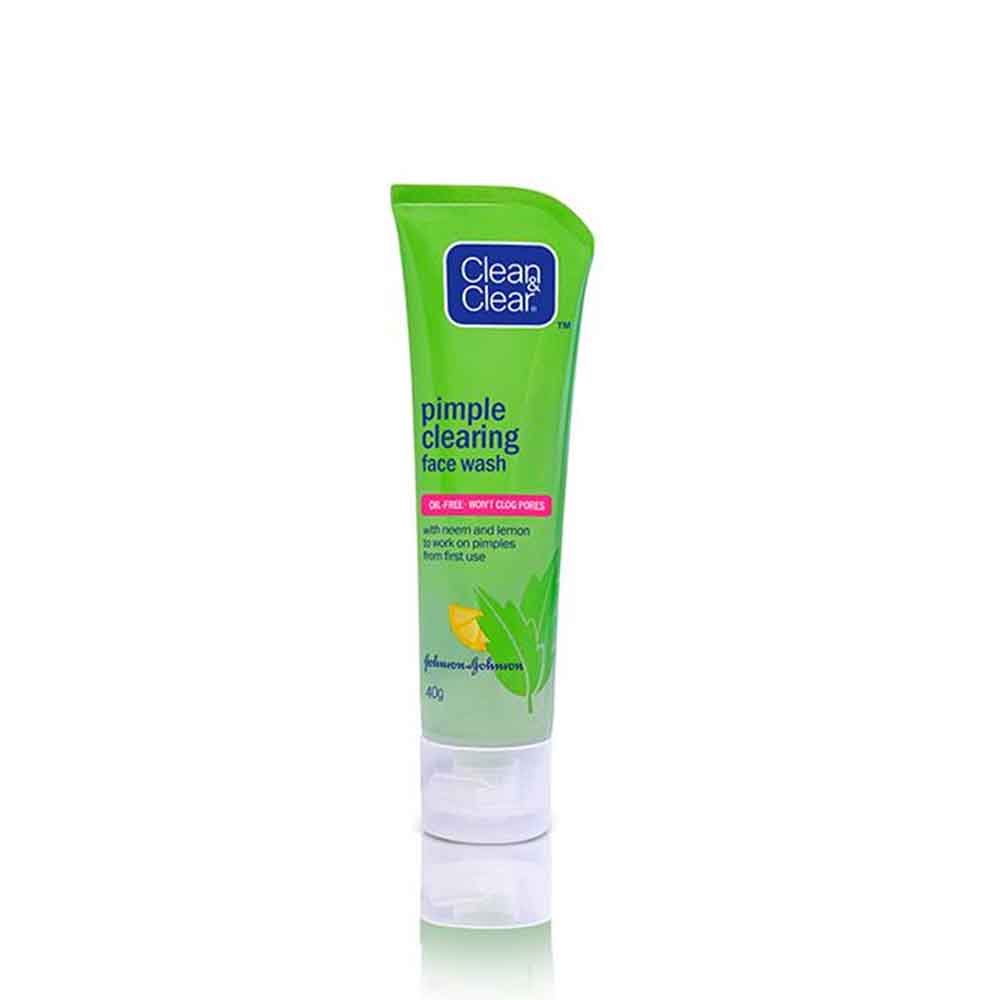 Clean
&
Clear®
™
pimple
clearing
face wash
OIL-FREE · WON'T CLOG PORES
with neem and lemon
to work on pimples
from first use
Johnson & Johnson
40g